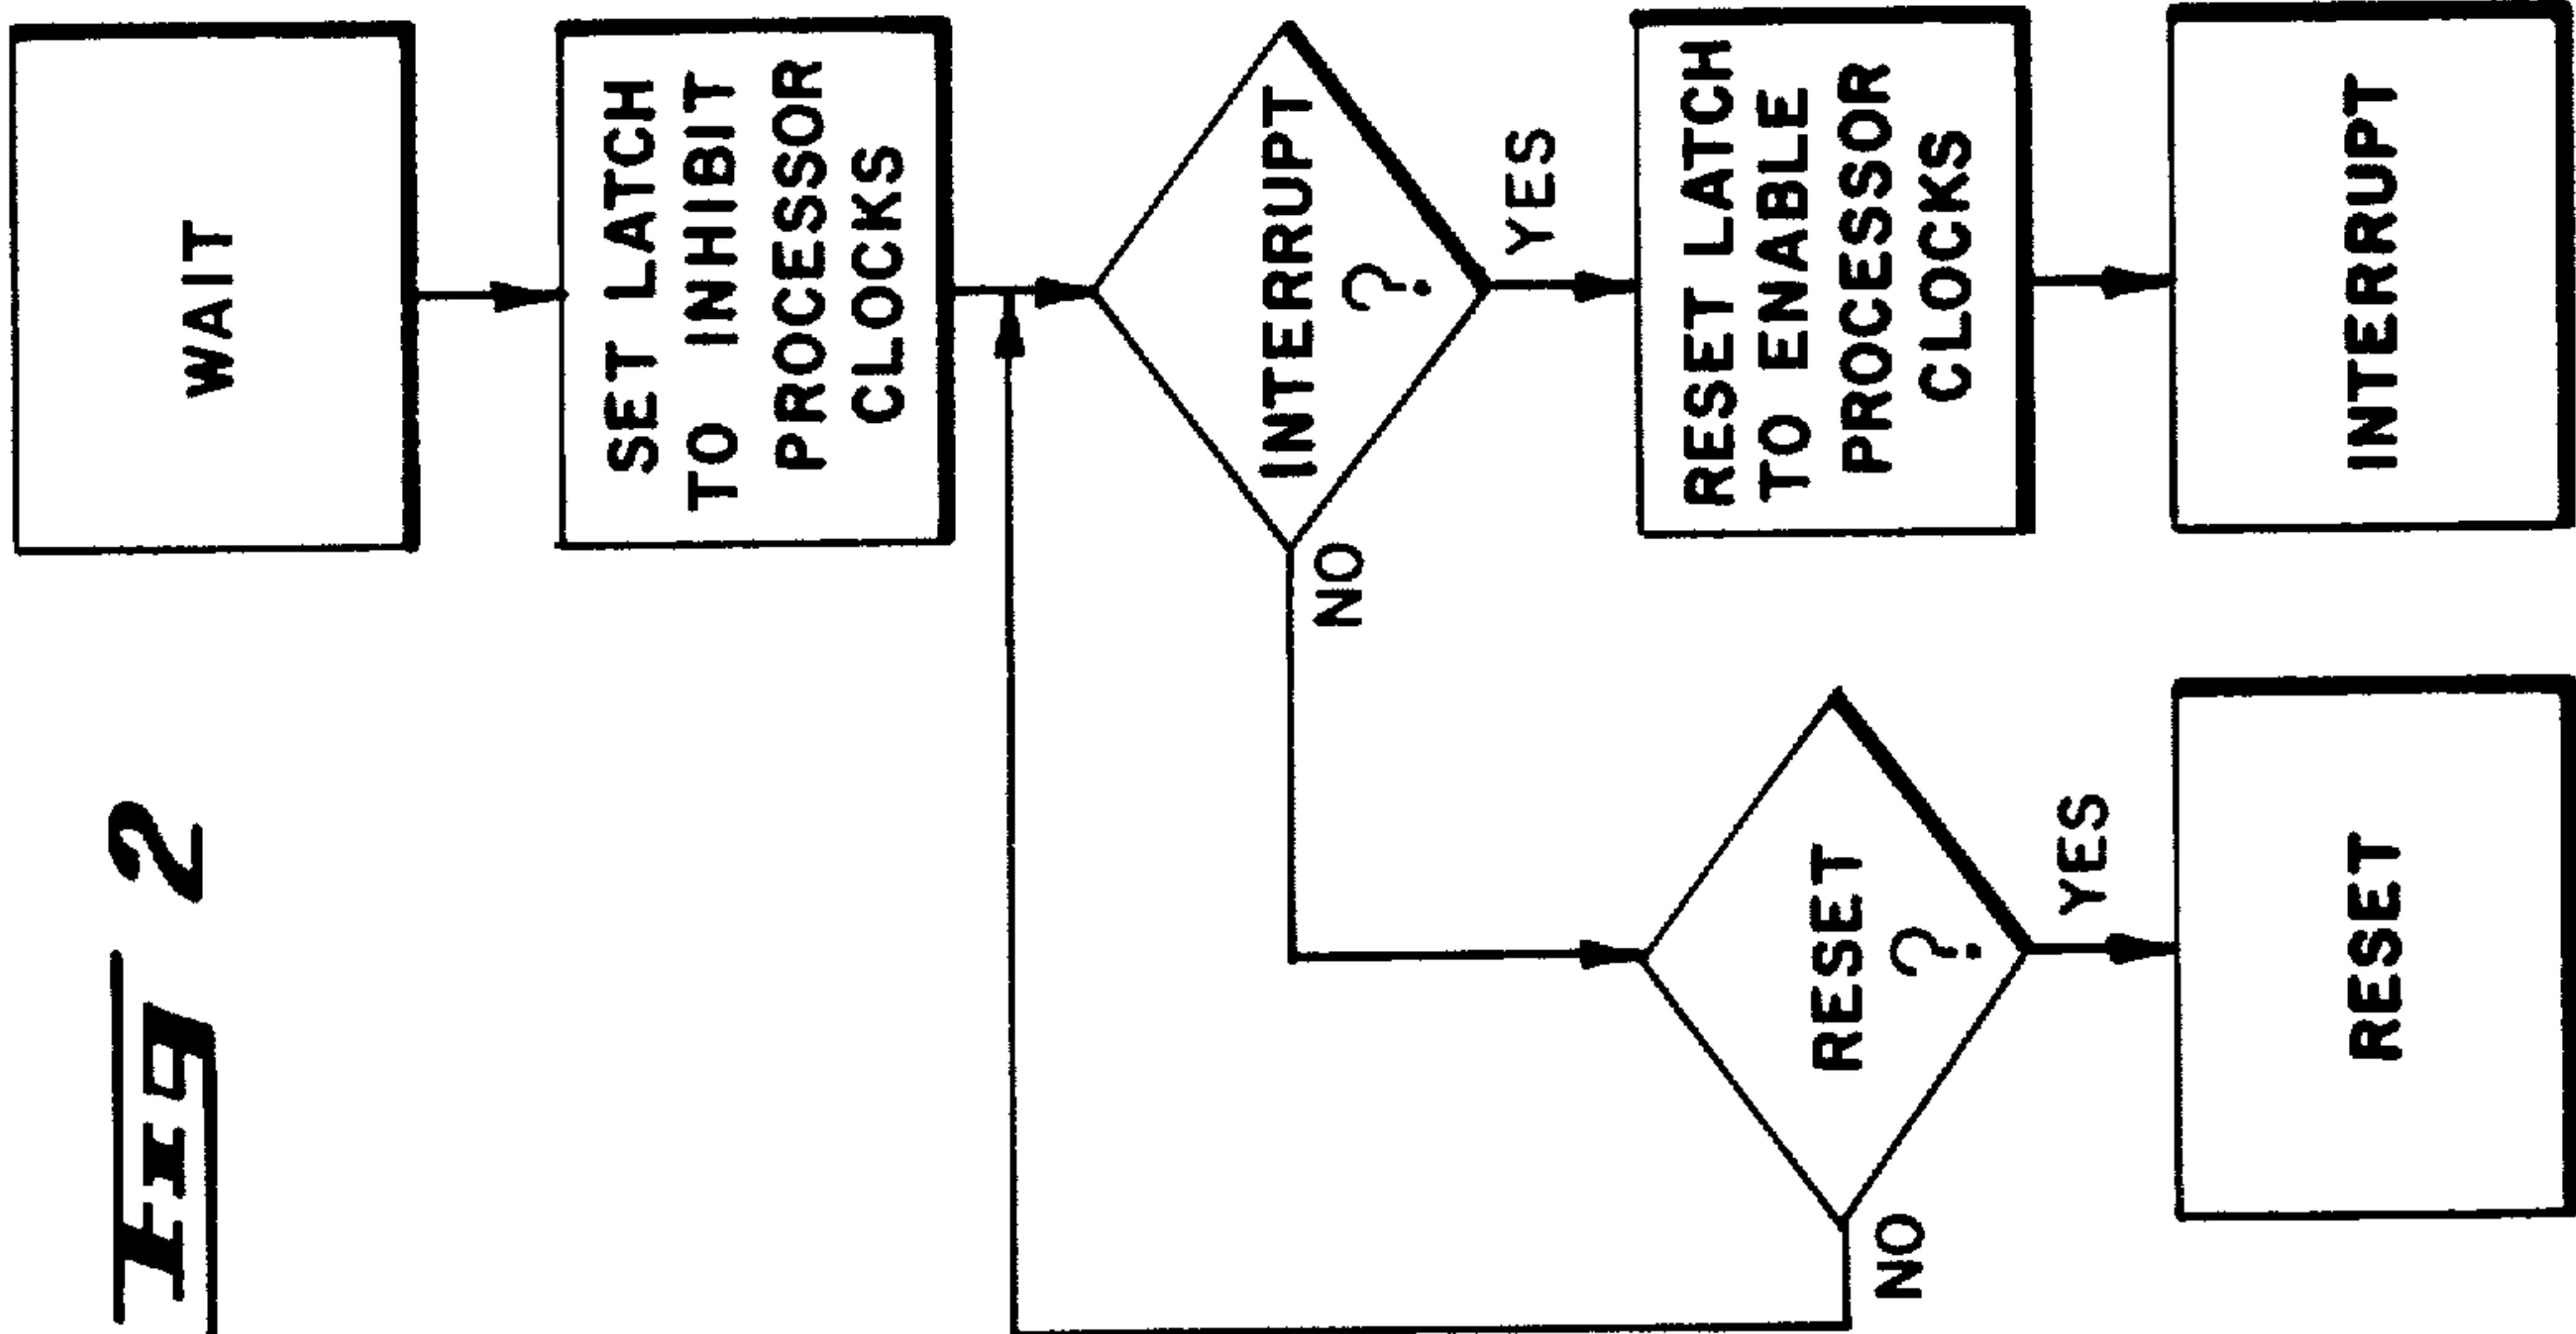 Fig 2
WAIT
SET LATCH
TO INHIBIT
PROCESSOR
CLOCKS
INTERRUPT
?
NO
YES
RESET LATCH
TO ENABLE
PROCESSOR
CLOCKS
INTERRUPT
RESET
?
NO
YES
RESET